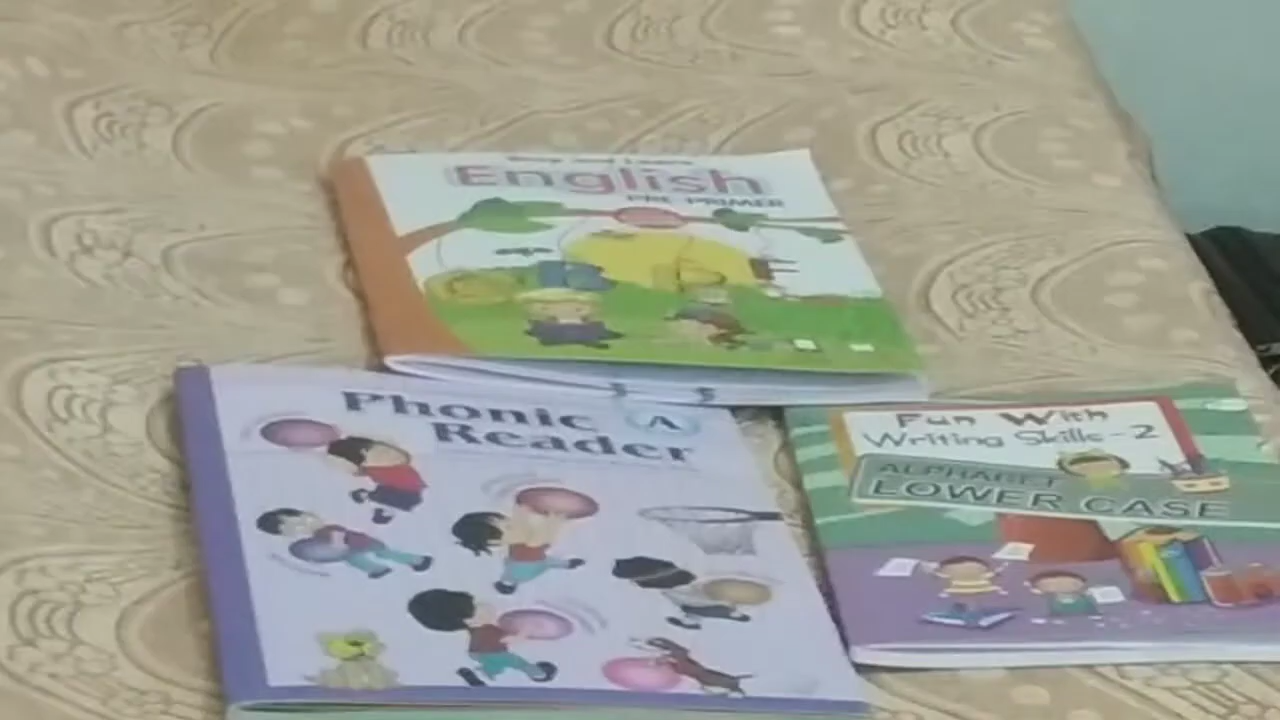 English
PRE-PRIMER
Phonic
Reader
A
Fun With
Writing Skills-2
ALPHABET
LOWER CASE